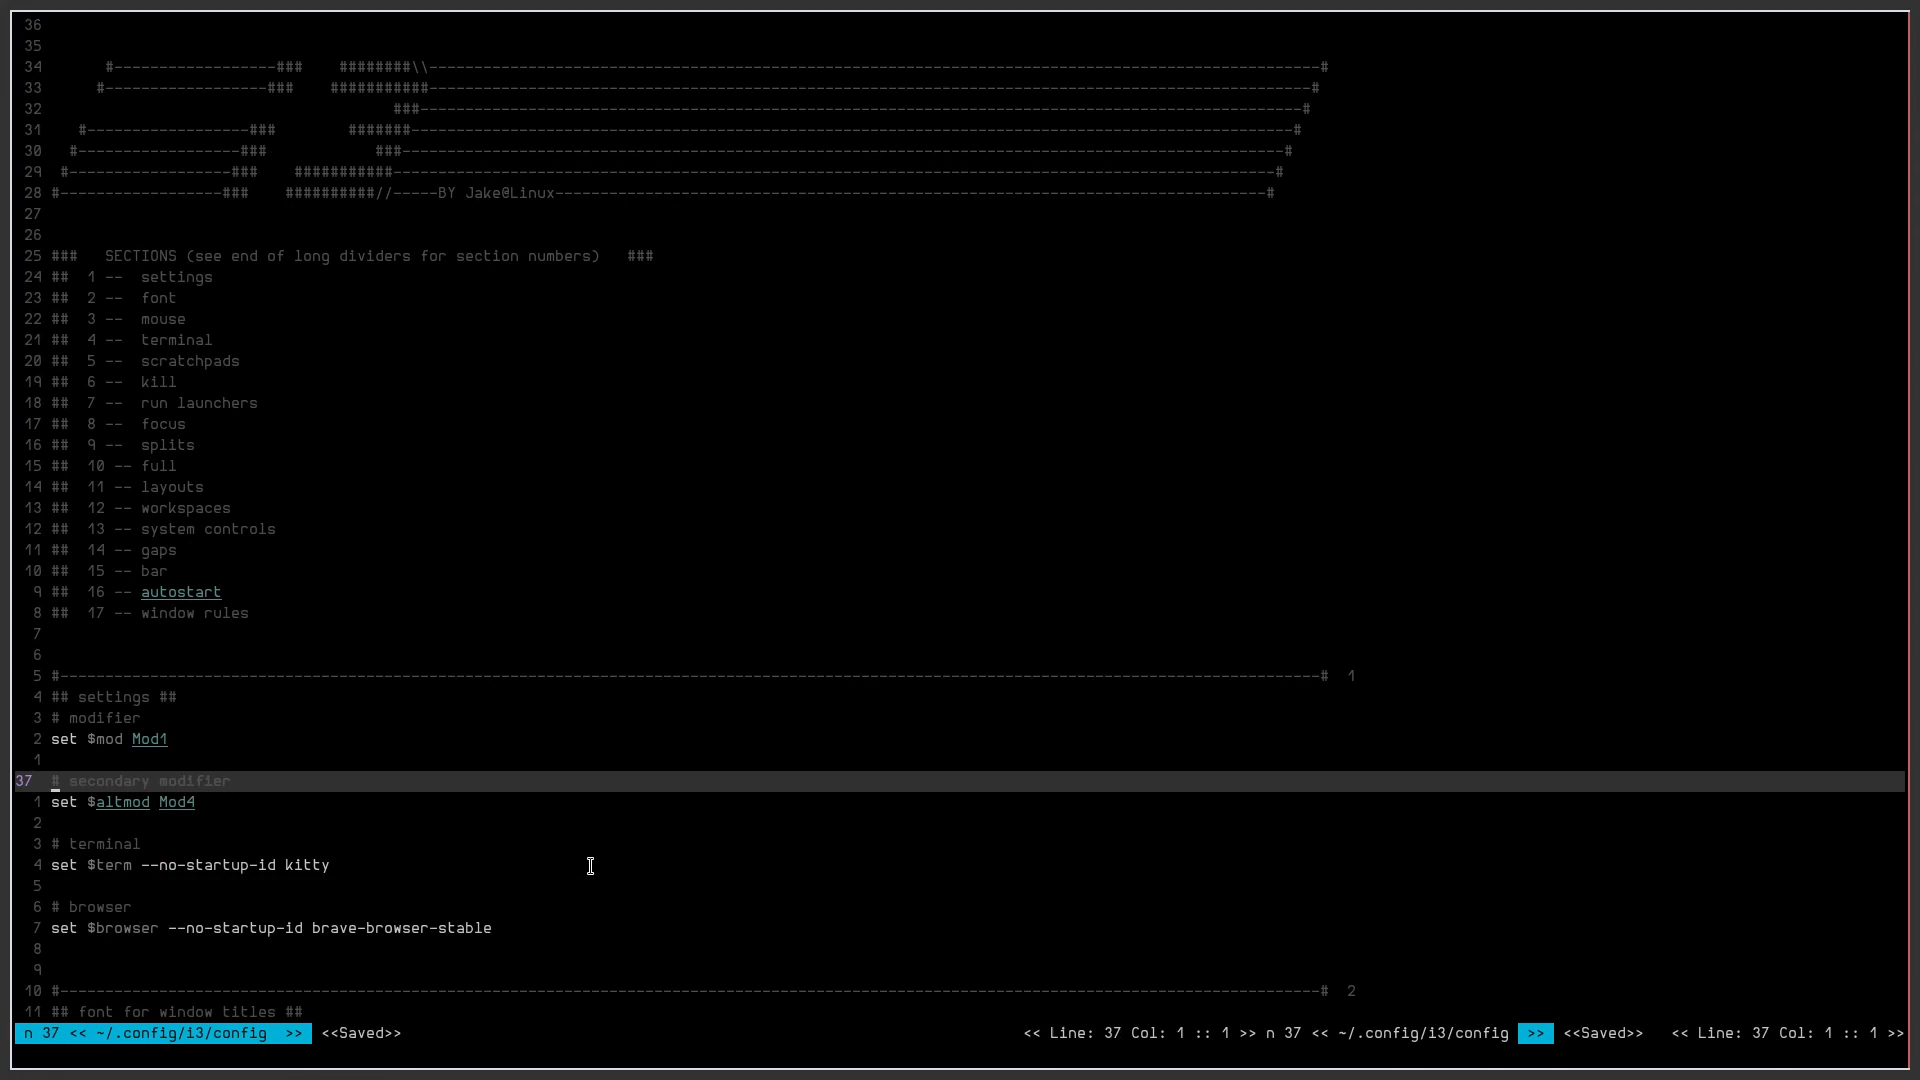 36
35
34       #------------------###    ########\\---------------------------------------------------------------------------------------------------#
33      #------------------###    ###########--------------------------------------------------------------------------------------------------#
32                                       ###--------------------------------------------------------------------------------------------------#
31    #------------------###        #######--------------------------------------------------------------------------------------------------#
30   #------------------###            ###--------------------------------------------------------------------------------------------------#
29  #------------------###    ###########--------------------------------------------------------------------------------------------------#
28 #------------------###    ##########//-----BY Jake@Linux-------------------------------------------------------------------------------#
27
26
25 ###   SECTIONS (see end of long dividers for section numbers)   ###
24 ##  1 --  settings
23 ##  2 --  font
22 ##  3 --  mouse
21 ##  4 --  terminal
20 ##  5 --  scratchpads
19 ##  6 --  kill
18 ##  7 --  run launchers
17 ##  8 --  focus
16 ##  9 --  splits
15 ##  10 -- full
14 ##  11 -- layouts
13 ##  12 -- workspaces
12 ##  13 -- system controls
11 ##  14 -- gaps
10 ##  15 -- bar
9 ##  16 -- autostart
8 ##  17 -- window rules
7
6
5 #--------------------------------------------------------------------------------------------------------------------------------------------#  1
4 ## settings ##
3 # modifier
2 set $mod Mod1
1
37  # secondary modifier
1 set $altmod Mod4
2
3 # terminal
4 set $term --no-startup-id kitty
5
6 # browser
7 set $browser --no-startup-id brave-browser-stable
8
9
10 #--------------------------------------------------------------------------------------------------------------------------------------------#  2
11 ## font for window titles ##
n 37 << ~/.config/i3/config  >> <<Saved>> << Line: 37 Col: 1 :: 1 >> n 37 << ~/.config/i3/config >> <<Saved>> << Line: 37 Col: 1 :: 1 >>